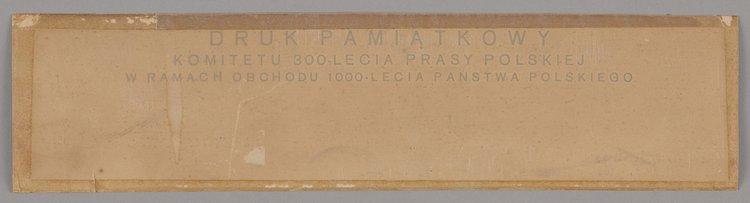 DRUK PAMIĄTKOWY
KOMITETU 300-LECIA PRASY POLSKIEJ
W RAMACH OBCHODU 1000-LECIA PAŃSTWA POLSKIEGO